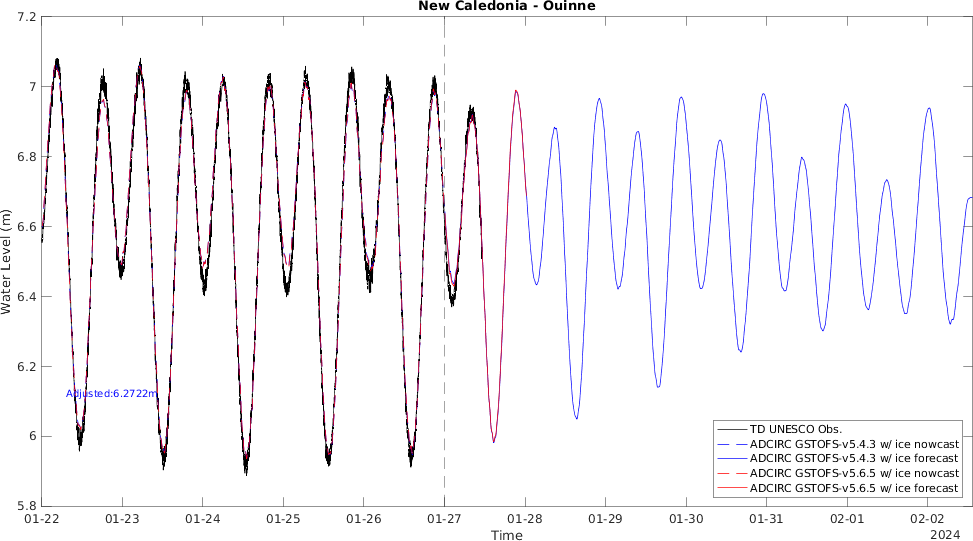 New Caledonia - Ouinne
7.2
7
6.8
6.6
6.4
6.2
6
5.8
Water Level (m)
Adjusted:6.2722m
TD UNESCO Obs.
ADCIRC GSTOFS-v5.4.3 w/ ice nowcast
ADCIRC GSTOFS-v5.4.3 w/ ice forecast
ADCIRC GSTOFS-v5.6.5 w/ ice nowcast
ADCIRC GSTOFS-v5.6.5 w/ ice forecast
01-22 01-23 01-24 01-25 01-26 01-27 01-28 01-29 01-30 01-31 02-01 02-02
Time
2024